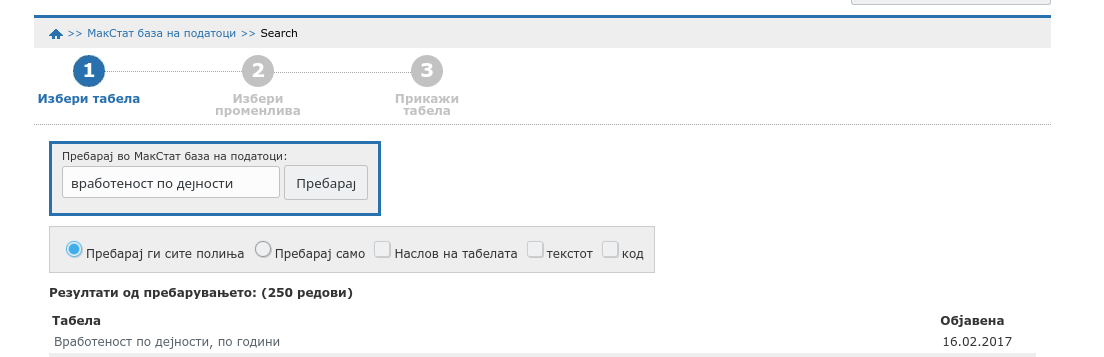 >> МакСтат база на податоци >> Search
1 2 3
Избери табела Избери Прикажи
променлива табела
Пребарај во МакСтат база на податоци:
вработеност по дејности Пребарај
Пребарај ги сите полиња Пребарај само Наслов на табелата текстот код
Резултати од пребарувањето: (250 редови)
Табела Објавена
Вработеност по дејности, по години 16.02.2017